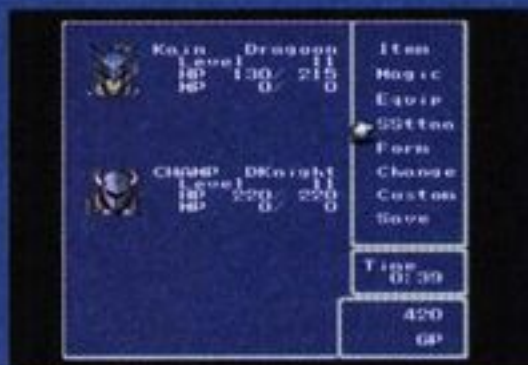 Kain Dragoon
Level 11
HP 130/ 215
MP 0/ 0
CHAMP DKnight
Level 11
HP 220/ 220
MP 0/ 0
Item
Magic
Equip
Form
Change
Custom
Save
Time
0:39
420
GP